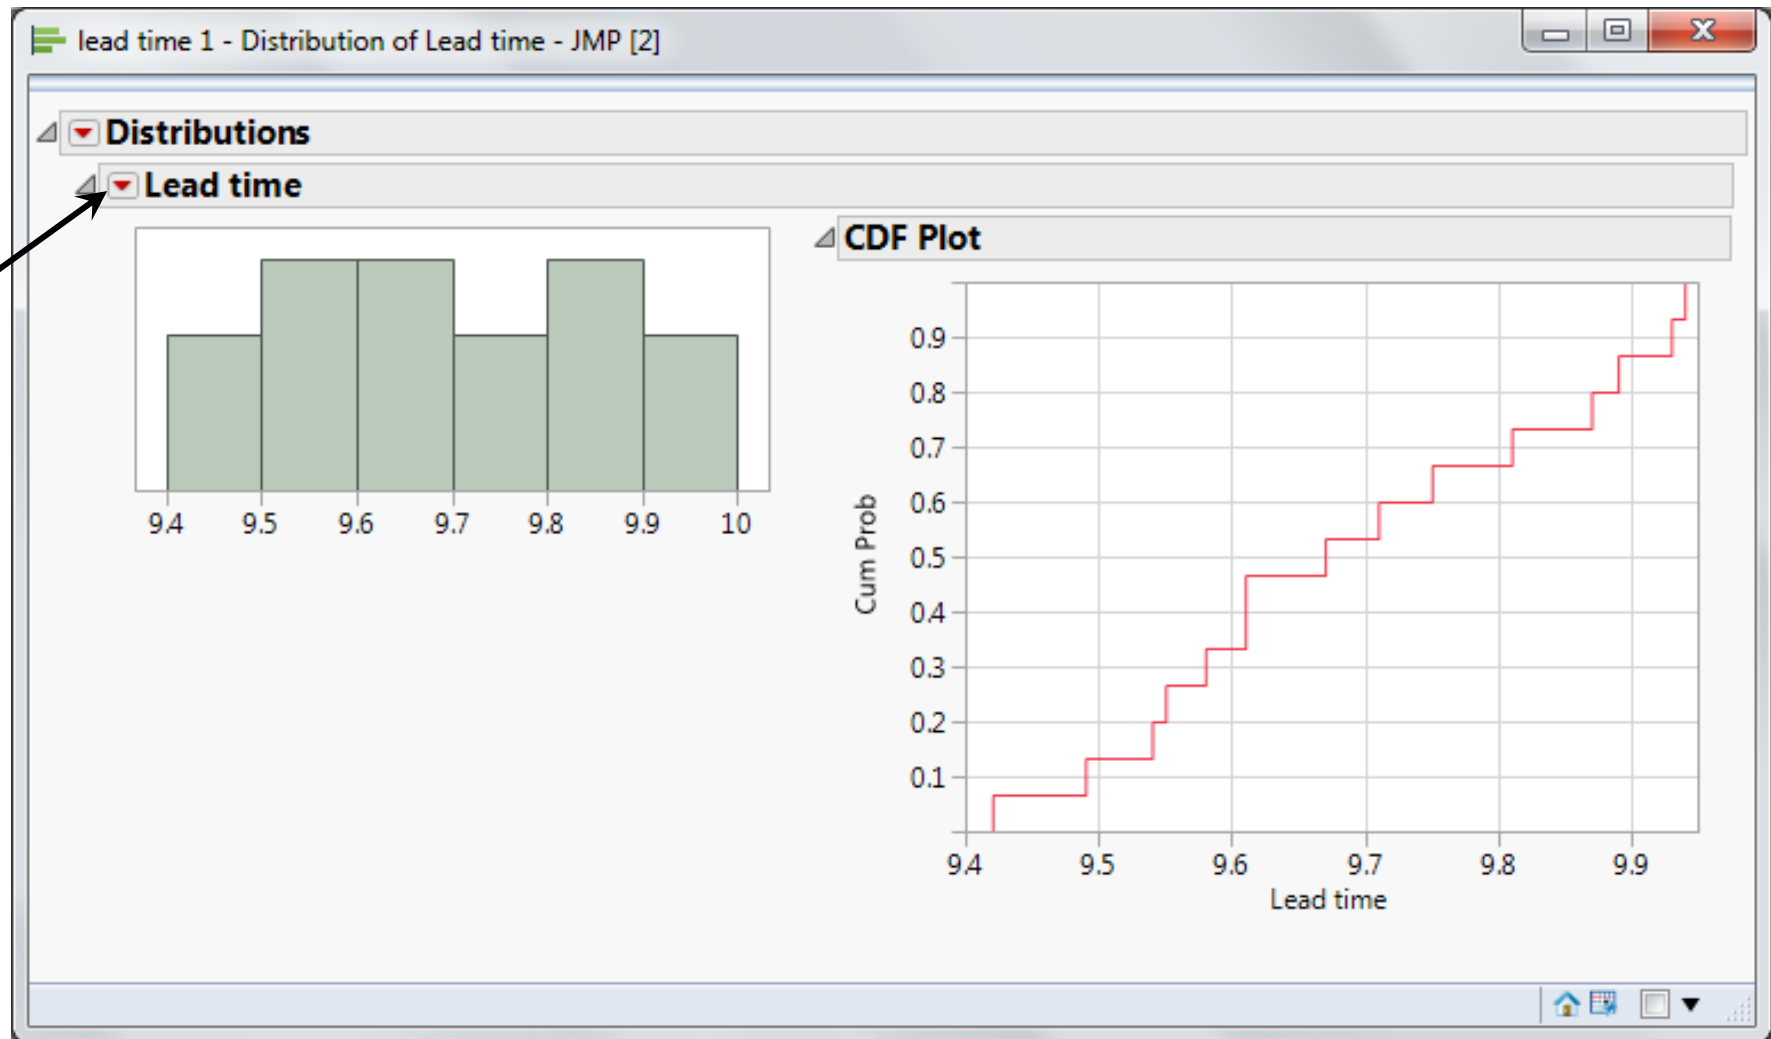 lead time 1 - Distribution of Lead time - JMP [2]
Distributions
Lead time
9.4 9.5 9.6 9.7 9.8 9.9 10
CDF Plot
0.9
0.8
0.7
0.6
0.5
0.4
0.3
0.2
0.1
Cum Prob
9.4 9.5 9.6 9.7 9.8 9.9
Lead time